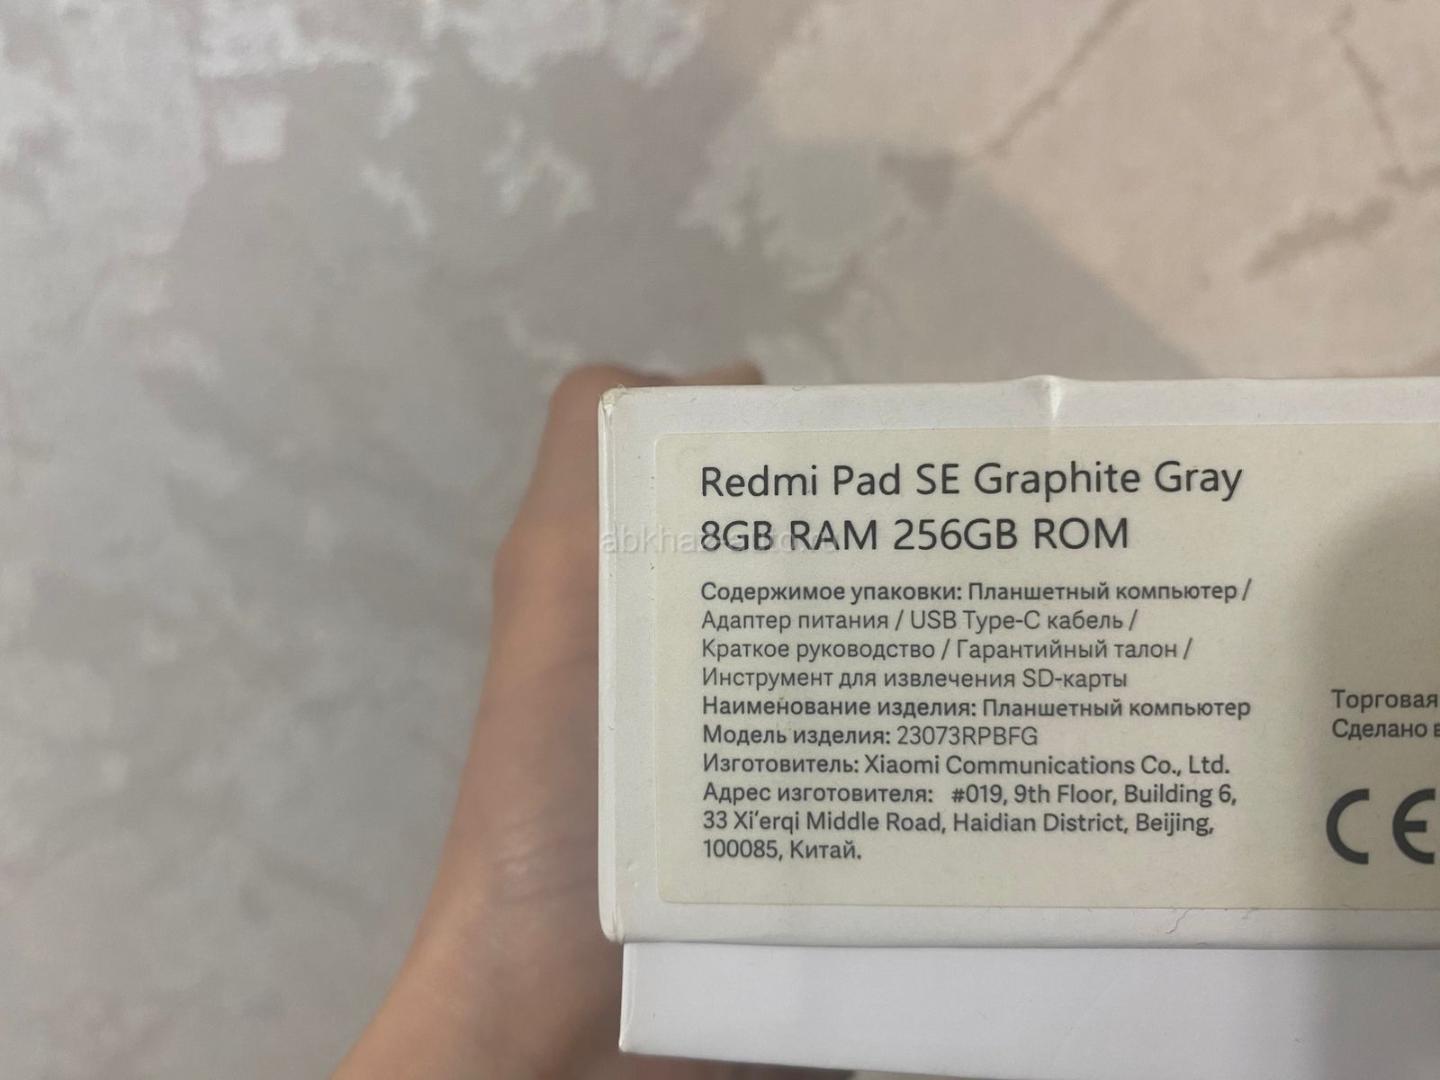 Redmi Pad SE Graphite Gray
8GB RAM 256GB ROM
Содержимое упаковки: Планшетный компьютер /
Адаптер питания / USB Type-C кабель /
Краткое руководство / Гарантийный талон /
Инструмент для извлечения SD-карты
Наименование изделия: Планшетный компьютер
Модель изделия: 23073RPBFG
Изготовитель: Xiaomi Communications Co., Ltd.
Адрес изготовителя: #019, 9th Floor, Building 6,
33 Xi'erqi Middle Road, Haidian District, Beijing,
100085, Китай.
Торговая
Сделано в
CE